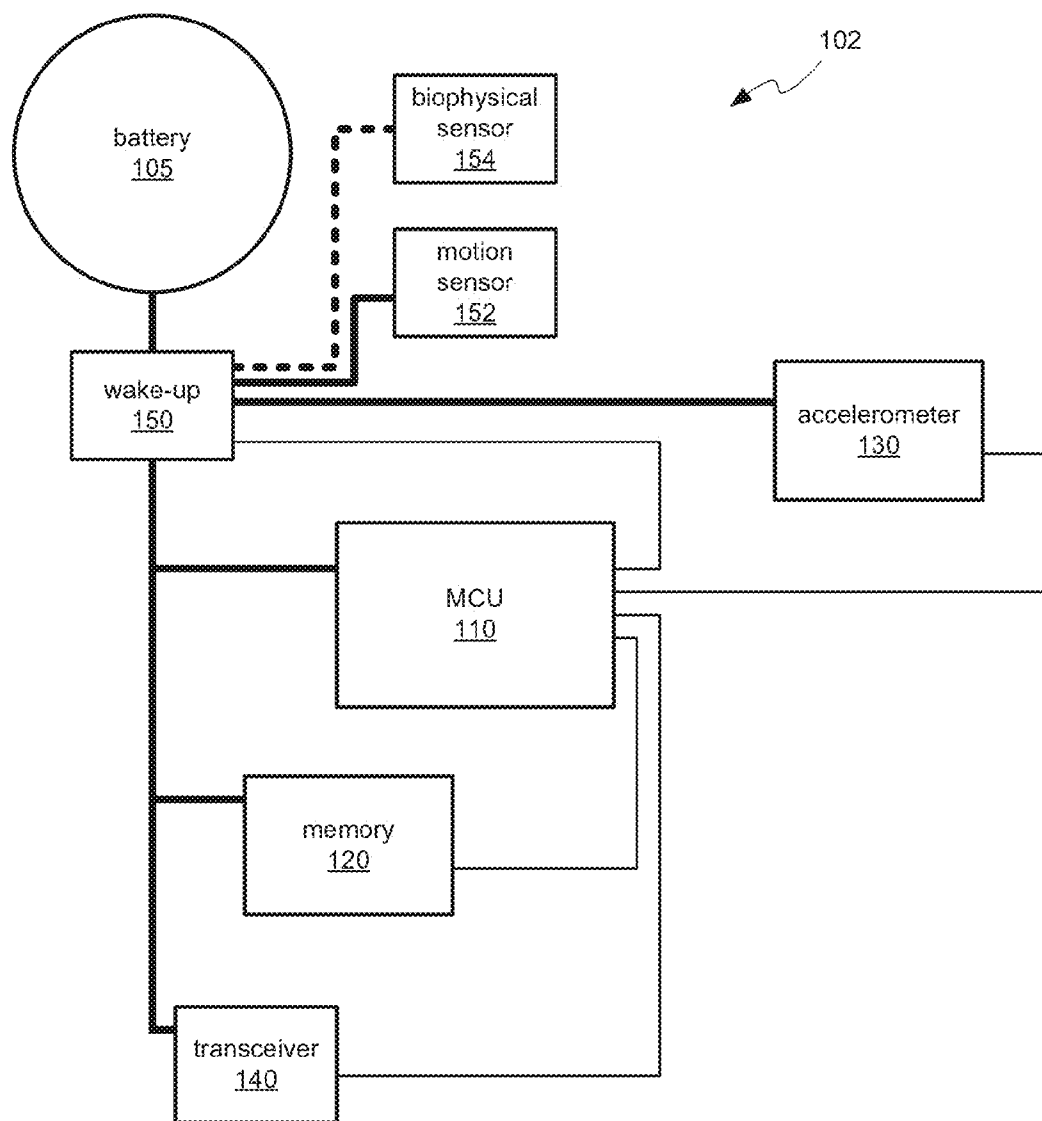 102
biophysical
sensor
154
battery
105
motion
sensor
152
wake-up
150
accelerometer
130
MCU
110
memory
120
transceiver
140